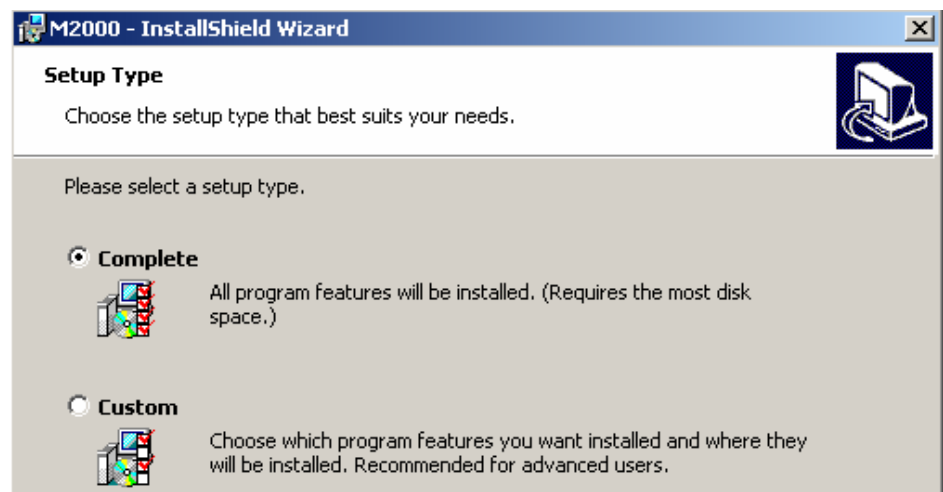 M2000 - InstallShield Wizard
Setup Type
Choose the setup type that best suits your needs.
Please select a setup type.
Complete
All program features will be installed. (Requires the most disk
space.)
Custom
Choose which program features you want installed and where they
will be installed. Recommended for advanced users.